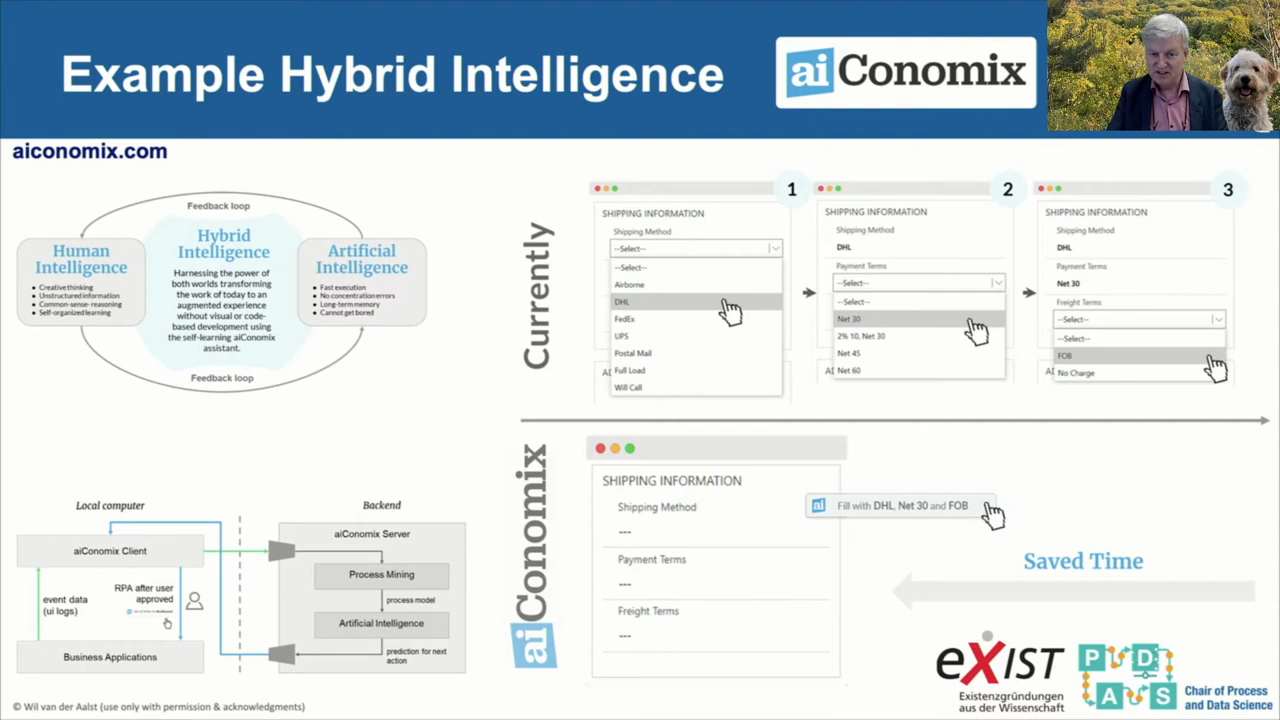 Example Hybrid Intelligence
ai Conomix
aiconomix.com
Feedback loop
Human
Intelligence
Creative thinking
Unstructured information
Common-sense-reasoning
Self-organized learning
Hybrid
Intelligence
Harnessing the power of
both worlds transforming
the work of today to an
augmented experience
without visual or code-
based development using
the self-learning aiConomix
assistant.
Artificial
Intelligence
Fast execution
No concentration errors
Long-term memory
Cannot get bored
Feedback loop
Currently
1
SHIPPING INFORMATION
Shipping Method
--Select--
--Select--
Airborne
DHL
FedEx
UPS
Postal Mail
AD
Full Load
Will Call
2
SHIPPING INFORMATION
Shipping Method
DHL
Payment Terms
--Select--
--Select--
Net 30
2% 10, Net 30
Net 45
AD
Net 60
3
SHIPPING INFORMATION
Shipping Method
DHL
Payment Terms
Net 30
Freight Terms
--Select--
--Select--
FOB
AD
No Charge
Local computer
Backend
aiConomix Client
aiConomix Server
Process Mining
process model
Artificial Intelligence
prediction for next
action
event data
(ui logs)
RPA after user
approved
Business Applications
aiConomix
SHIPPING INFORMATION
Shipping Method
---
Payment Terms
---
Freight Terms
---
ai Fill with DHL, Net 30 and FOB
Saved Time
eXIST
Existenzgründungen
aus der Wissenschaft
PDAS
Chair of Process
and Data Science
© Wil van der Aalst (use only with permission & acknowledgments)